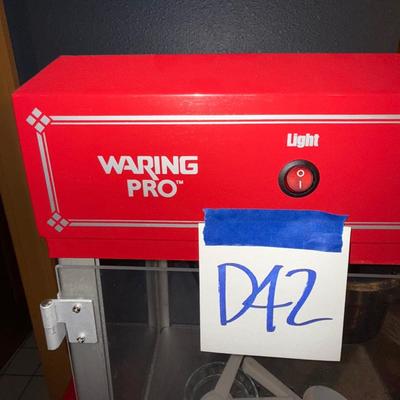 Light
WARING
PRO™
O
I
D42